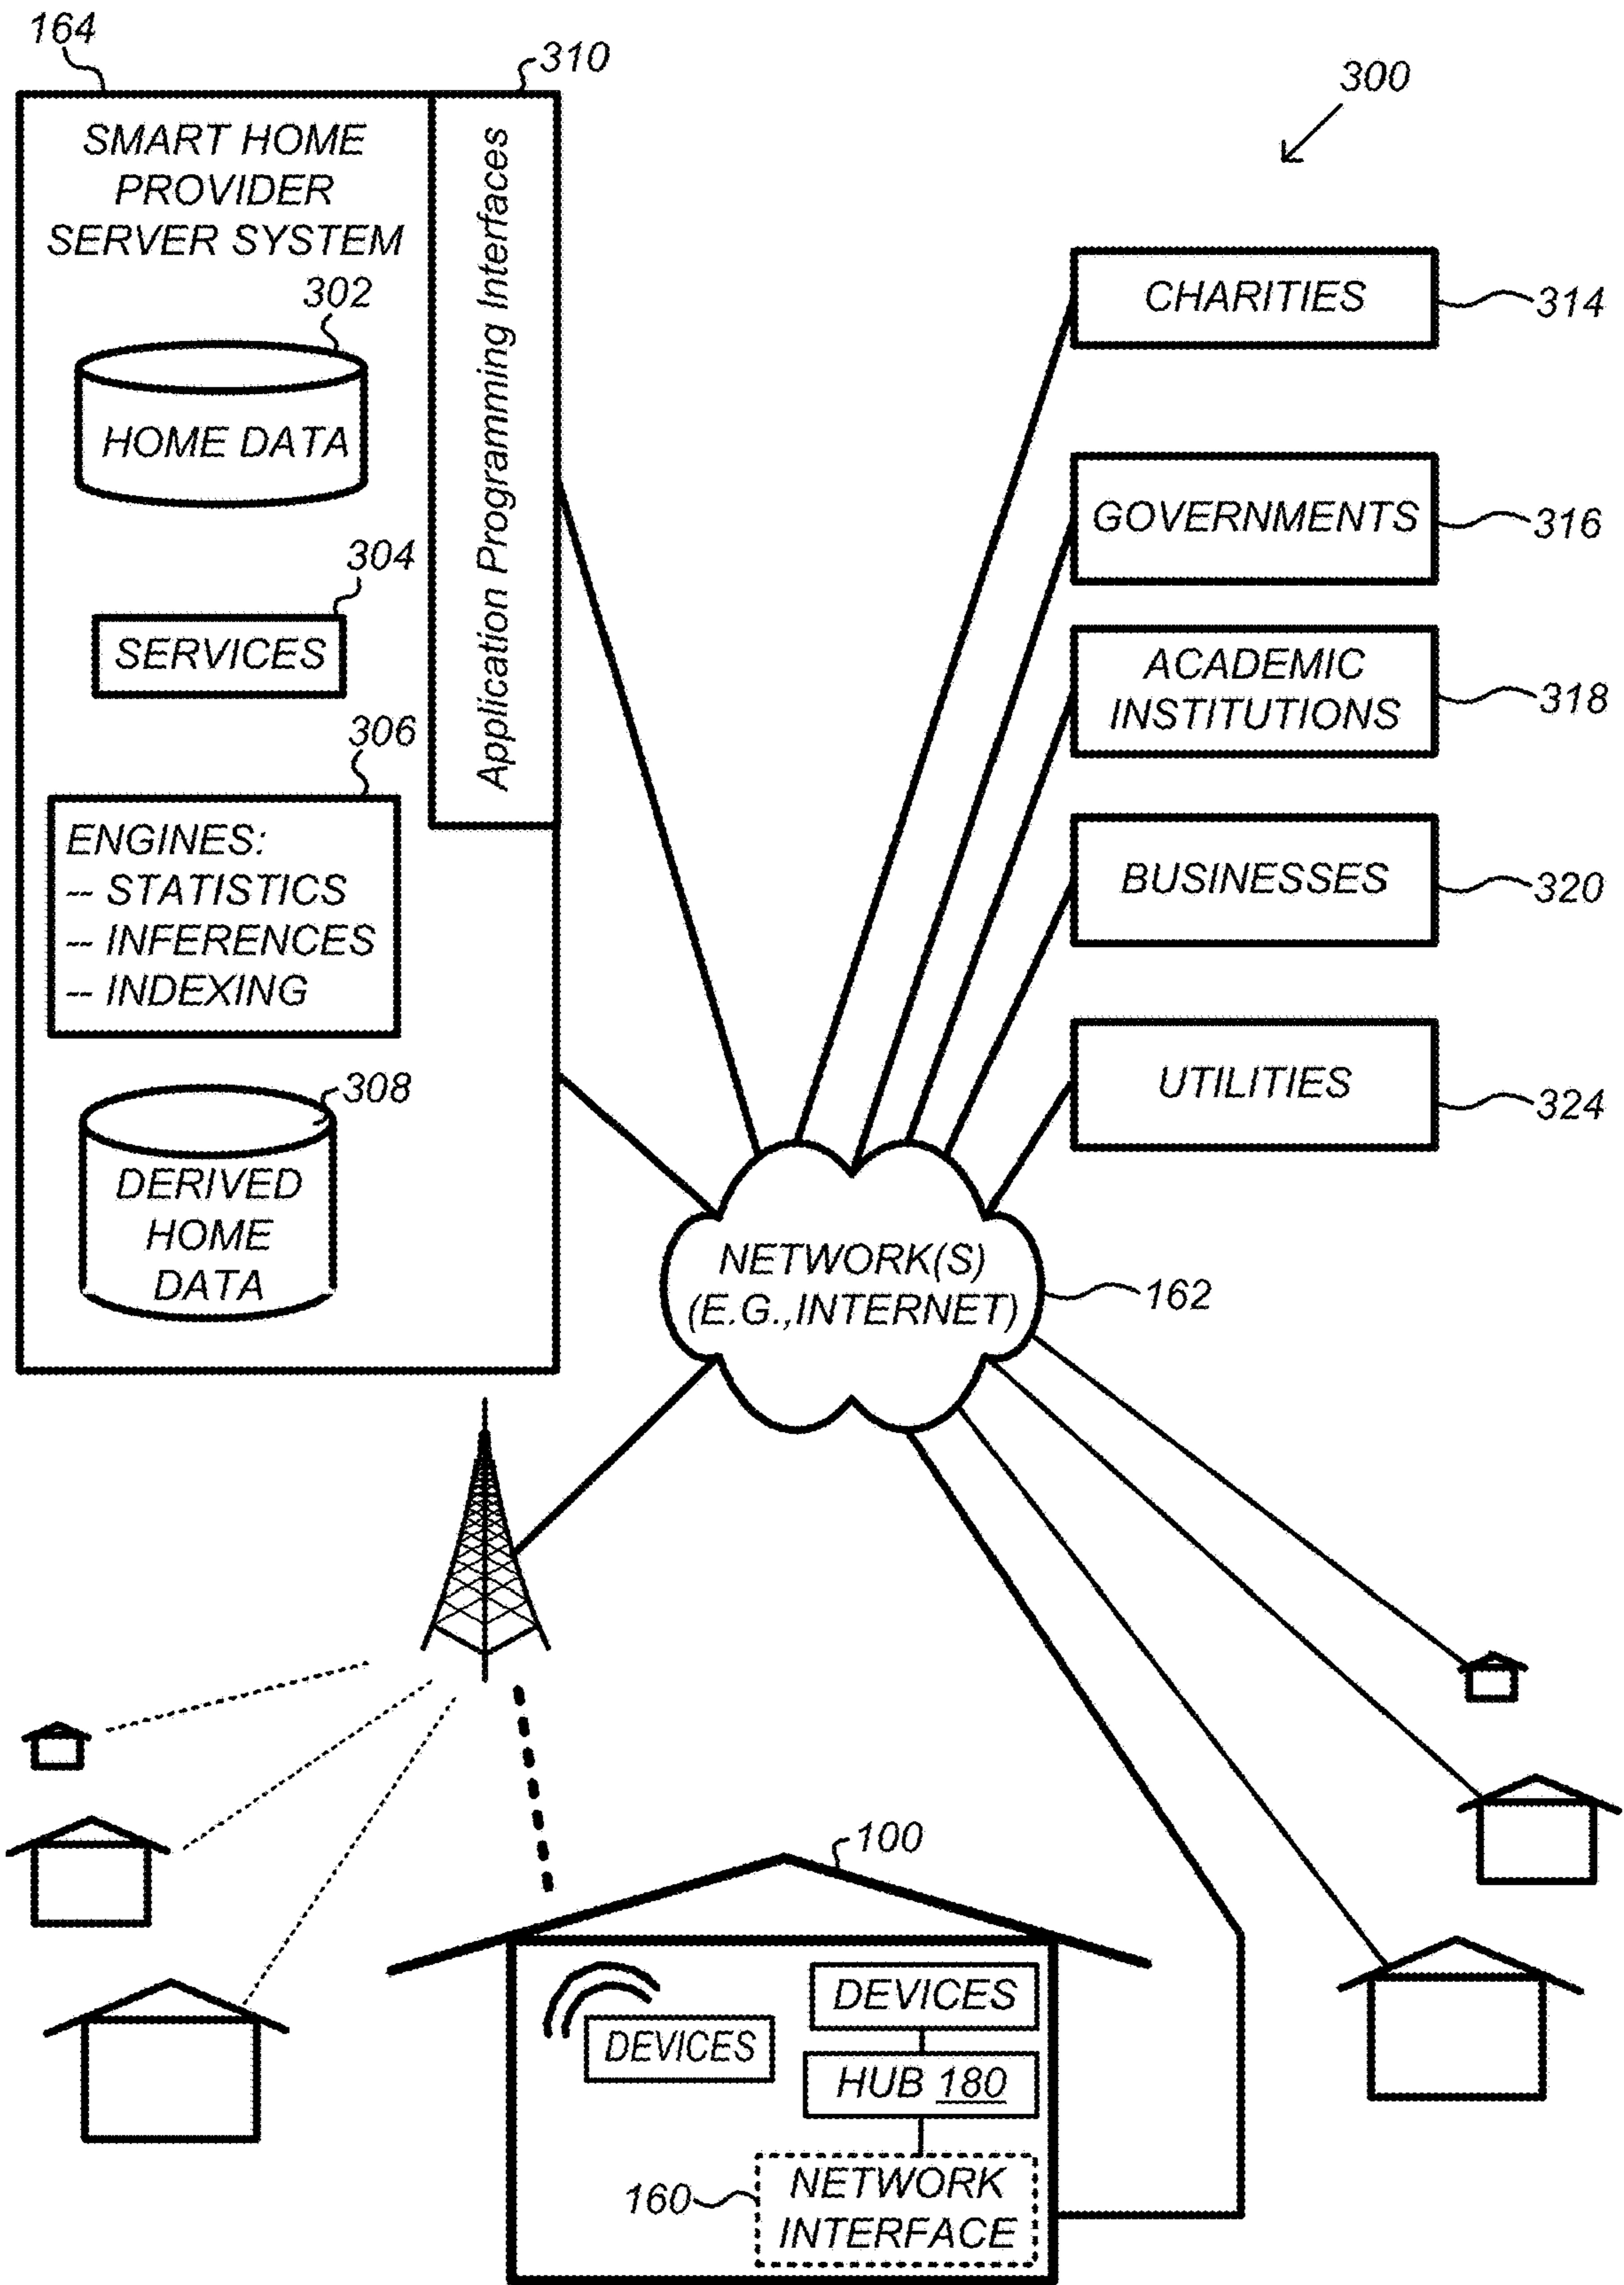 164
310
300
SMART HOME
PROVIDER
SERVER SYSTEM
Application Programming Interfaces
302
HOME DATA
304
SERVICES
306
ENGINES:
-- STATISTICS
-- INFERENCES
-- INDEXING
308
DERIVED
HOME
DATA
CHARITIES
314
GOVERNMENTS
316
ACADEMIC
INSTITUTIONS
318
BUSINESSES
320
UTILITIES
324
NETWORK(S)
(E.G.,INTERNET)
162
100
DEVICES
DEVICES
HUB 180
160
NETWORK
INTERFACE